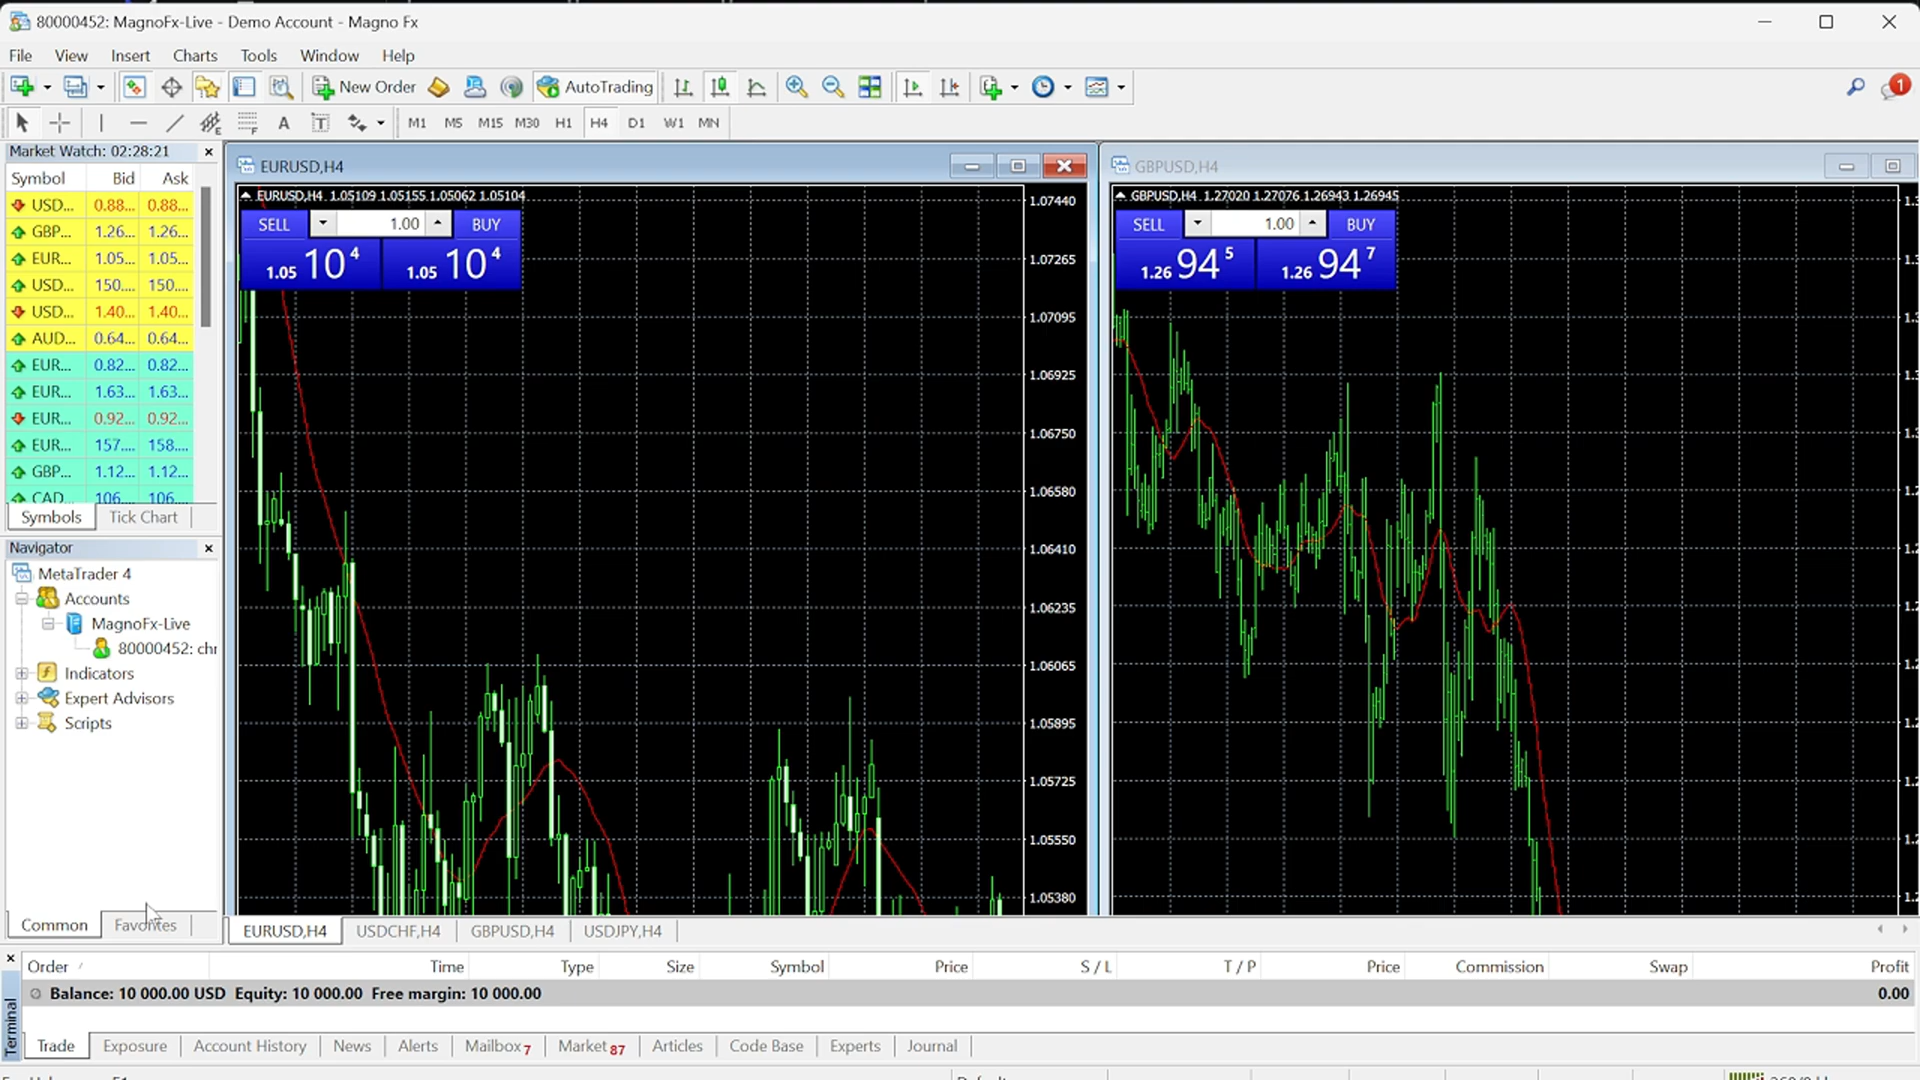 80000452: MagnoFx-Live - Demo Account - Magno Fx
File View Insert Charts Tools Window Help
New Order AutoTrading 1
A T M1 M5 M15 M30 H1 H4 D1 W1 MN
Market Watch: 02:28:21
Symbol Bid Ask
USD... 0.88... 0.88...
GBP... 1.26... 1.26...
EUR... 1.05... 1.05...
USD... 150.... 150....
USD... 1.40... 1.40...
AUD... 0.64... 0.64...
EUR... 0.82... 0.82...
EUR... 1.63... 1.63...
EUR... 0.92... 0.92...
EUR... 157.... 158....
GBP... 1.12... 1.12...
CAD... 106.... 106....
Symbols Tick Chart
Navigator
MetaTrader 4
Accounts
MagnoFx-Live
80000452: chr
Indicators
Expert Advisors
Scripts
Common Favorites
EURUSD,H4
EURUSD,H4 1.05109 1.05155 1.05062 1.05104
SELL 1.00 BUY
1.05 10 4 1.05 10 4
1.07440
1.07265
1.07095
1.06925
1.06750
1.06580
1.06410
1.06235
1.06065
1.05895
1.05725
1.05550
1.05380
GBPUSD,H4
GBPUSD,H4 1.27020 1.27076 1.26943 1.26945
SELL 1.00 BUY
1.26 94 5 1.26 94 7
EURUSD,H4 USDCHF,H4 GBPUSD,H4 USDJPY,H4
Terminal
Order Time Type Size Symbol Price S / L T / P Price Commission Swap Profit
Balance: 10 000.00 USD Equity: 10 000.00 Free margin: 10 000.00 0.00
Trade Exposure Account History News Alerts Mailbox 7 Market 87 Articles Code Base Experts Journal